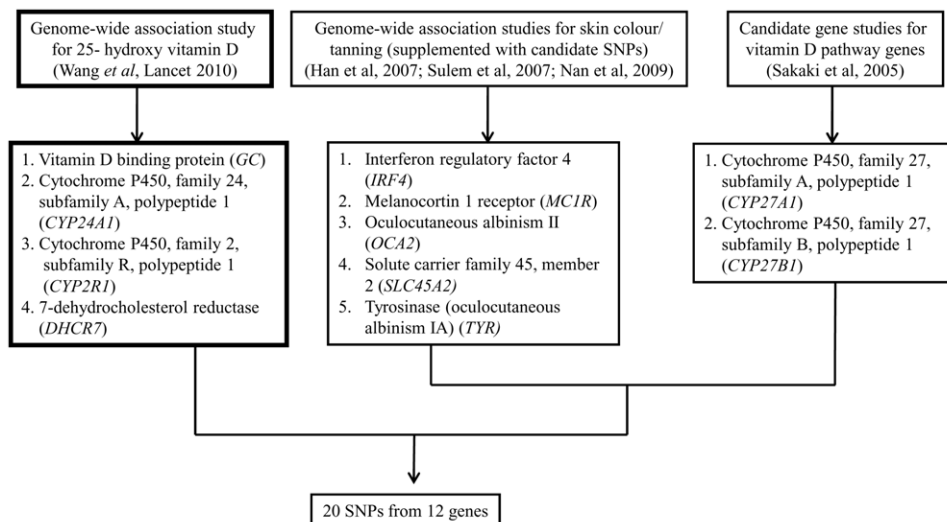 Genome-wide association study
for 25- hydroxy vitamin D
(Wang et al, Lancet 2010)
Genome-wide association studies for skin colour/
tanning (supplemented with candidate SNPs)
(Han et al, 2007; Sulem et al, 2007; Nan et al, 2009)
Candidate gene studies for
vitamin D pathway genes
(Sakaki et al, 2005)
1. Vitamin D binding protein (GC)
2. Cytochrome P450, family 24,
subfamily A, polypeptide 1
(CYP24A1)
3. Cytochrome P450, family 2,
subfamily R, polypeptide 1
(CYP2R1)
4. 7-dehydrocholesterol reductase
(DHCR7)
1. Interferon regulatory factor 4
(IRF4)
2. Melanocortin 1 receptor (MC1R)
3. Oculocutaneous albinism II
(OCA2)
4. Solute carrier family 45, member
2 (SLC45A2)
5. Tyrosinase (oculocutaneous
albinism IA) (TYR)
1. Cytochrome P450, family 27,
subfamily A, polypeptide 1
(CYP27A1)
2. Cytochrome P450, family 27,
subfamily B, polypeptide 1
(CYP27B1)
20 SNPs from 12 genes